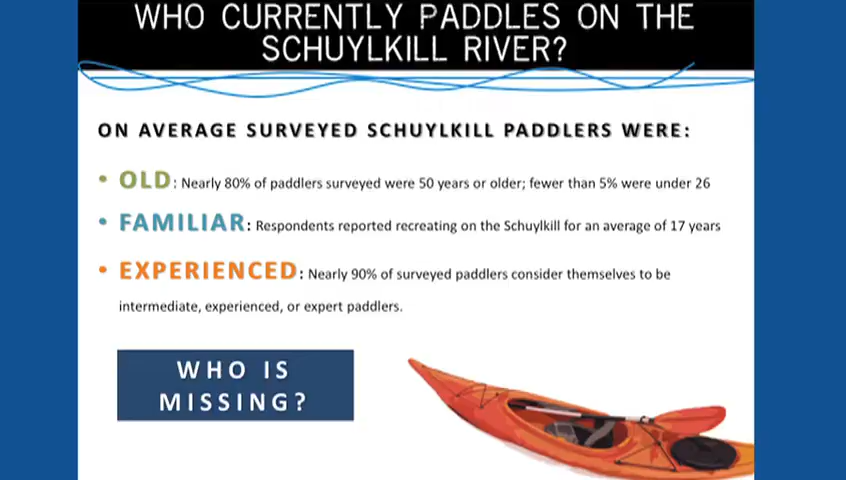 WHO CURRENTLY PADDLES ON THE
SCHUYLKILL RIVER?
ON AVERAGE SURVEYED SCHUYLKILL PADDLERS WERE:
• OLD: Nearly 80% of paddlers surveyed were 50 years or older; fewer than 5% were under 26
• FAMILIAR: Respondents reported recreating on the Schuylkill for an average of 17 years
• EXPERIENCED: Nearly 90% of surveyed paddlers consider themselves to be
intermediate, experienced, or expert paddlers.
WHO IS
MISSING?